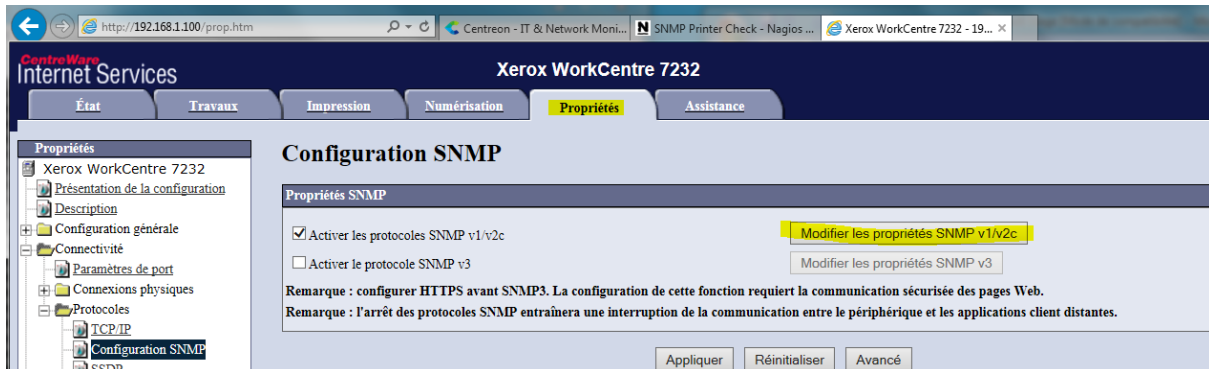 http://192.168.1.100/prop.htm
Centreon - IT & Network Moni...
N SNMP Printer Check - Nagios ...
Xerox WorkCentre 7232 - 19...
CentreWare
Internet Services
Xerox WorkCentre 7232
État
Travaux
Impression
Numérisation
Propriétés
Assistance
Propriétés
Xerox WorkCentre 7232
Présentation de la configuration
Description
Configuration générale
Connectivité
Paramètres de port
Connexions physiques
Protocoles
TCP/IP
Configuration SNMP
SSDP
Configuration SNMP
Propriétés SNMP
Activer les protocoles SNMP v1/v2c
Modifier les propriétés SNMP v1/v2c
Activer le protocole SNMP v3
Modifier les propriétés SNMP v3
Remarque : configurer HTTPS avant SNMP3. La configuration de cette fonction requiert la communication sécurisée des pages Web.
Remarque : l'arrêt des protocoles SNMP entraînera une interruption de la communication entre le périphérique et les applications client distantes.
Appliquer
Réinitialiser
Avancé